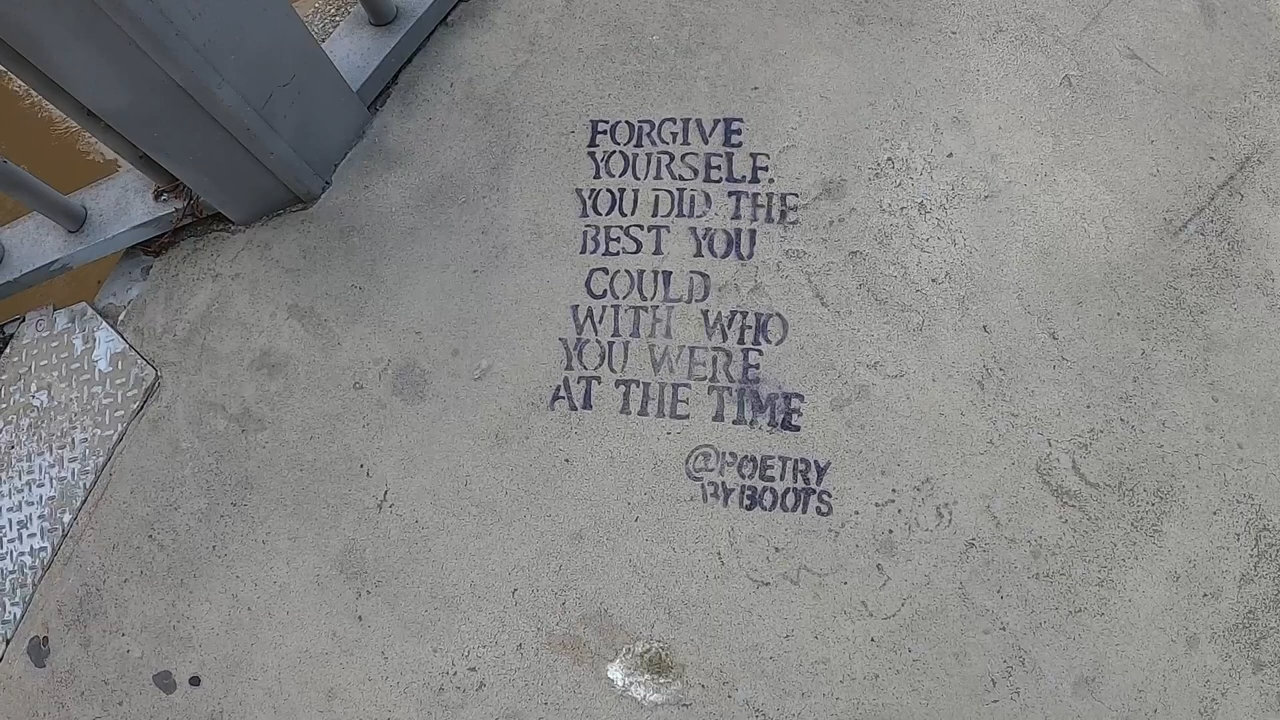 FORGIVE
YOURSELF.
YOU DID THE
BEST YOU
COULD
WITH WHO
YOU WERE
AT THE TIME
@POETRY
BYBOOTS